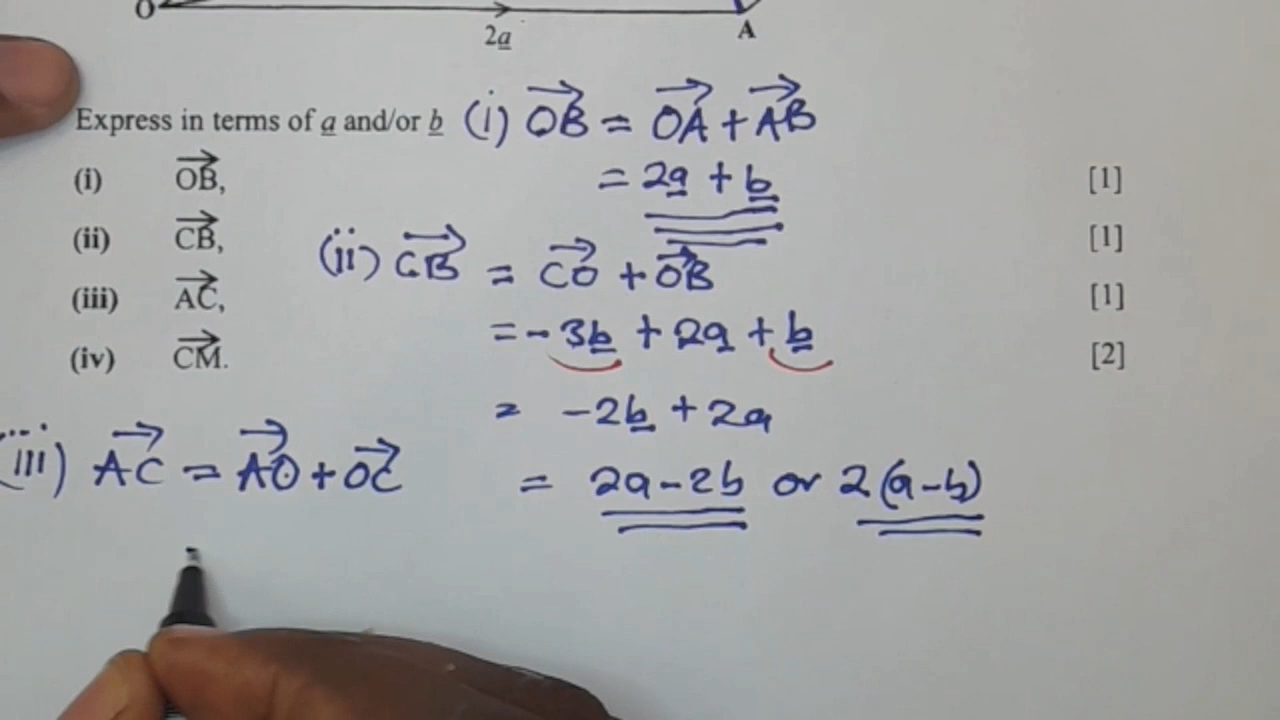 O
2a
A
Express in terms of a and/or b
(i) OB, [1]
(ii) CB, [1]
(iii) AC, [1]
(iv) CM. [2]
(i) OB = OA + AB
= 2a + b
(ii) CB = CO + OB
= -3b + 2a + b
= -2b + 2a
= 2a - 2b or 2(a-b)
(iii) AC = AO + OC